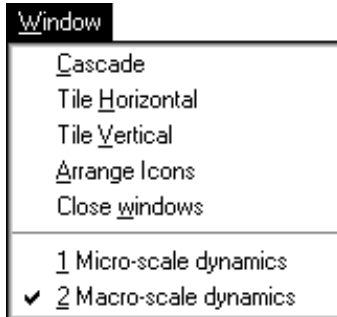 Window
Cascade
Tile Horizontal
Tile Vertical
Arrange Icons
Close windows
1 Micro-scale dynamics
✔ 2 Macro-scale dynamics